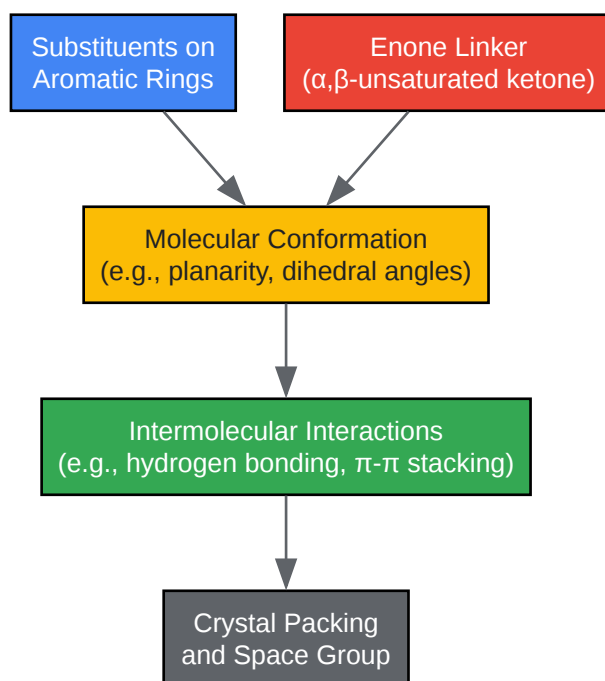 Substituents on
Aromatic Rings
Enone Linker
(α,β-unsaturated ketone)
Molecular Conformation
(e.g., planarity, dihedral angles)
Intermolecular Interactions
(e.g., hydrogen bonding, π-π stacking)
Crystal Packing
and Space Group